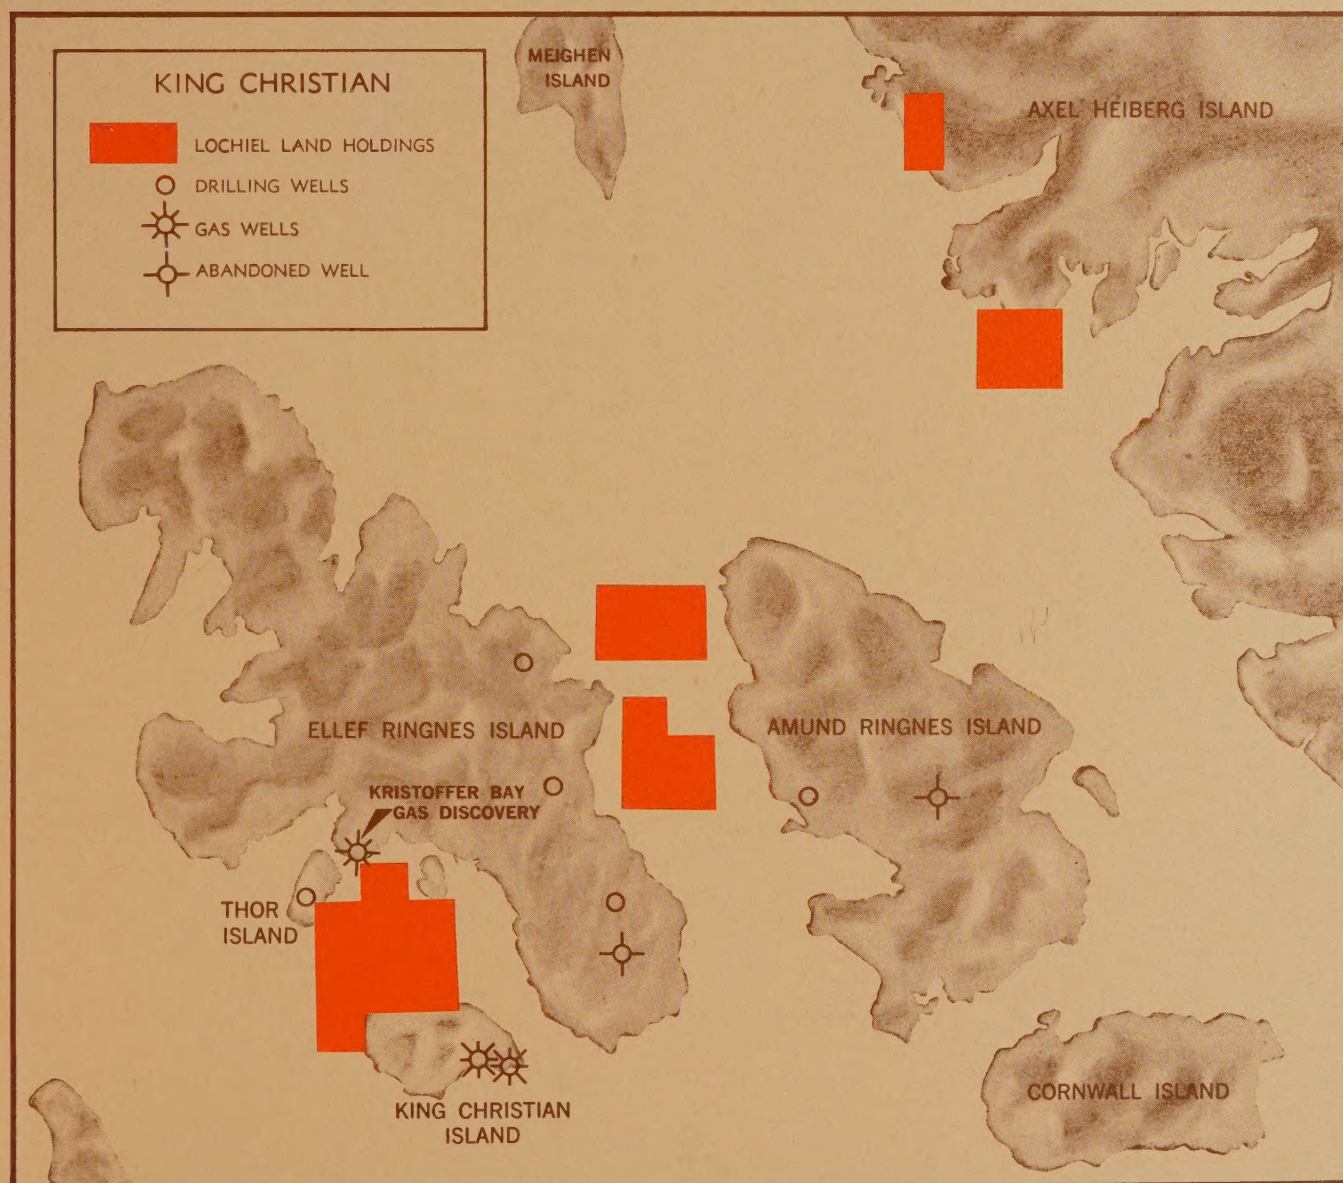 MEIGHEN
ISLAND
KING CHRISTIAN
LOCHIEL LAND HOLDINGS
DRILLING WELLS
GAS WELLS
ABANDONED WELL
AXEL HEIBERG ISLAND
ELLEF RINGNES ISLAND
AMUND RINGNES ISLAND
KRISTOFFER BAY
GAS DISCOVERY
THOR
ISLAND
KING CHRISTIAN
ISLAND
CORNWALL ISLAND